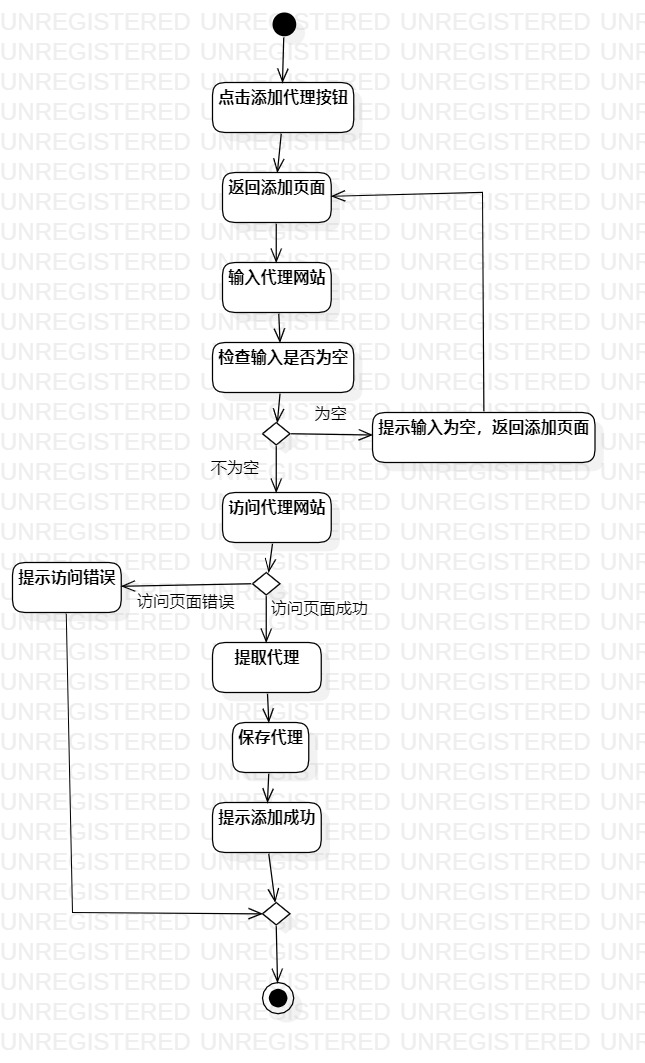 点击添加代理按钮
返回添加页面
输入代理网站
检查输入是否为空
为空
提示输入为空，返回添加页面
不为空
访问代理网站
提示访问错误
访问页面错误
访问页面成功
提取代理
保存代理
提示添加成功
UNREGISTERED